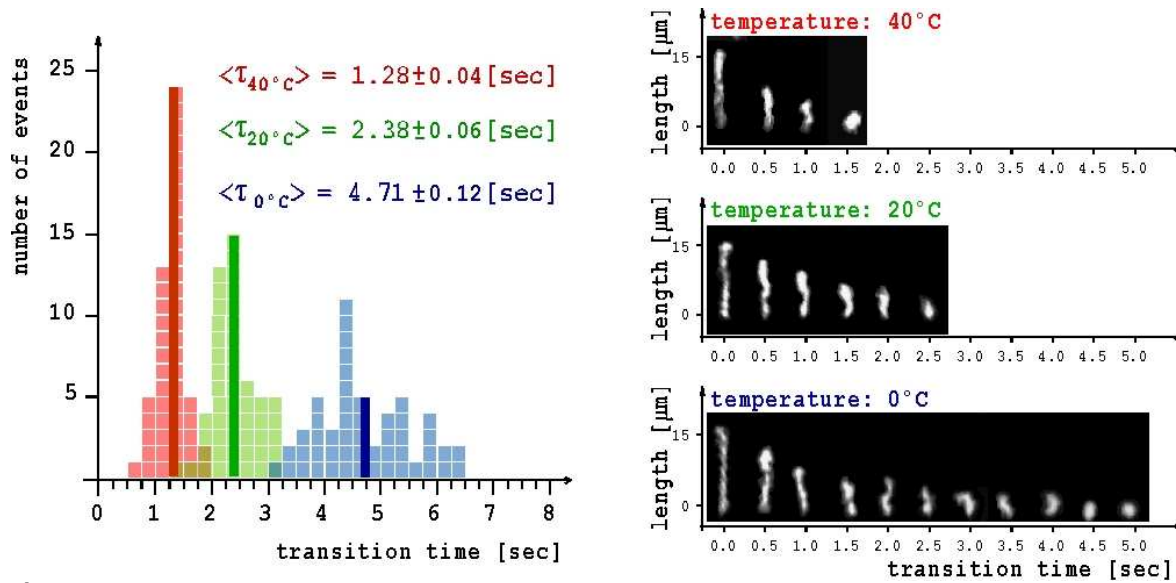 number of events
25
20
15
10
5
<τ40°C> = 1.28±0.04[sec]
<τ20°C> = 2.38±0.06[sec]
<τ0°C> = 4.71±0.12[sec]
0 1 2 3 4 5 6 7 8
transition time [sec]
temperature: 40°C
length [µm]
15
0
0.0 0.5 1.0 1.5 2.0 2.5 3.0 3.5 4.0 4.5 5.0
temperature: 20°C
length [µm]
15
0
0.0 0.5 1.0 1.5 2.0 2.5 3.0 3.5 4.0 4.5 5.0
temperature: 0°C
length [µm]
15
0
0.0 0.5 1.0 1.5 2.0 2.5 3.0 3.5 4.0 4.5 5.0
transition time [sec]